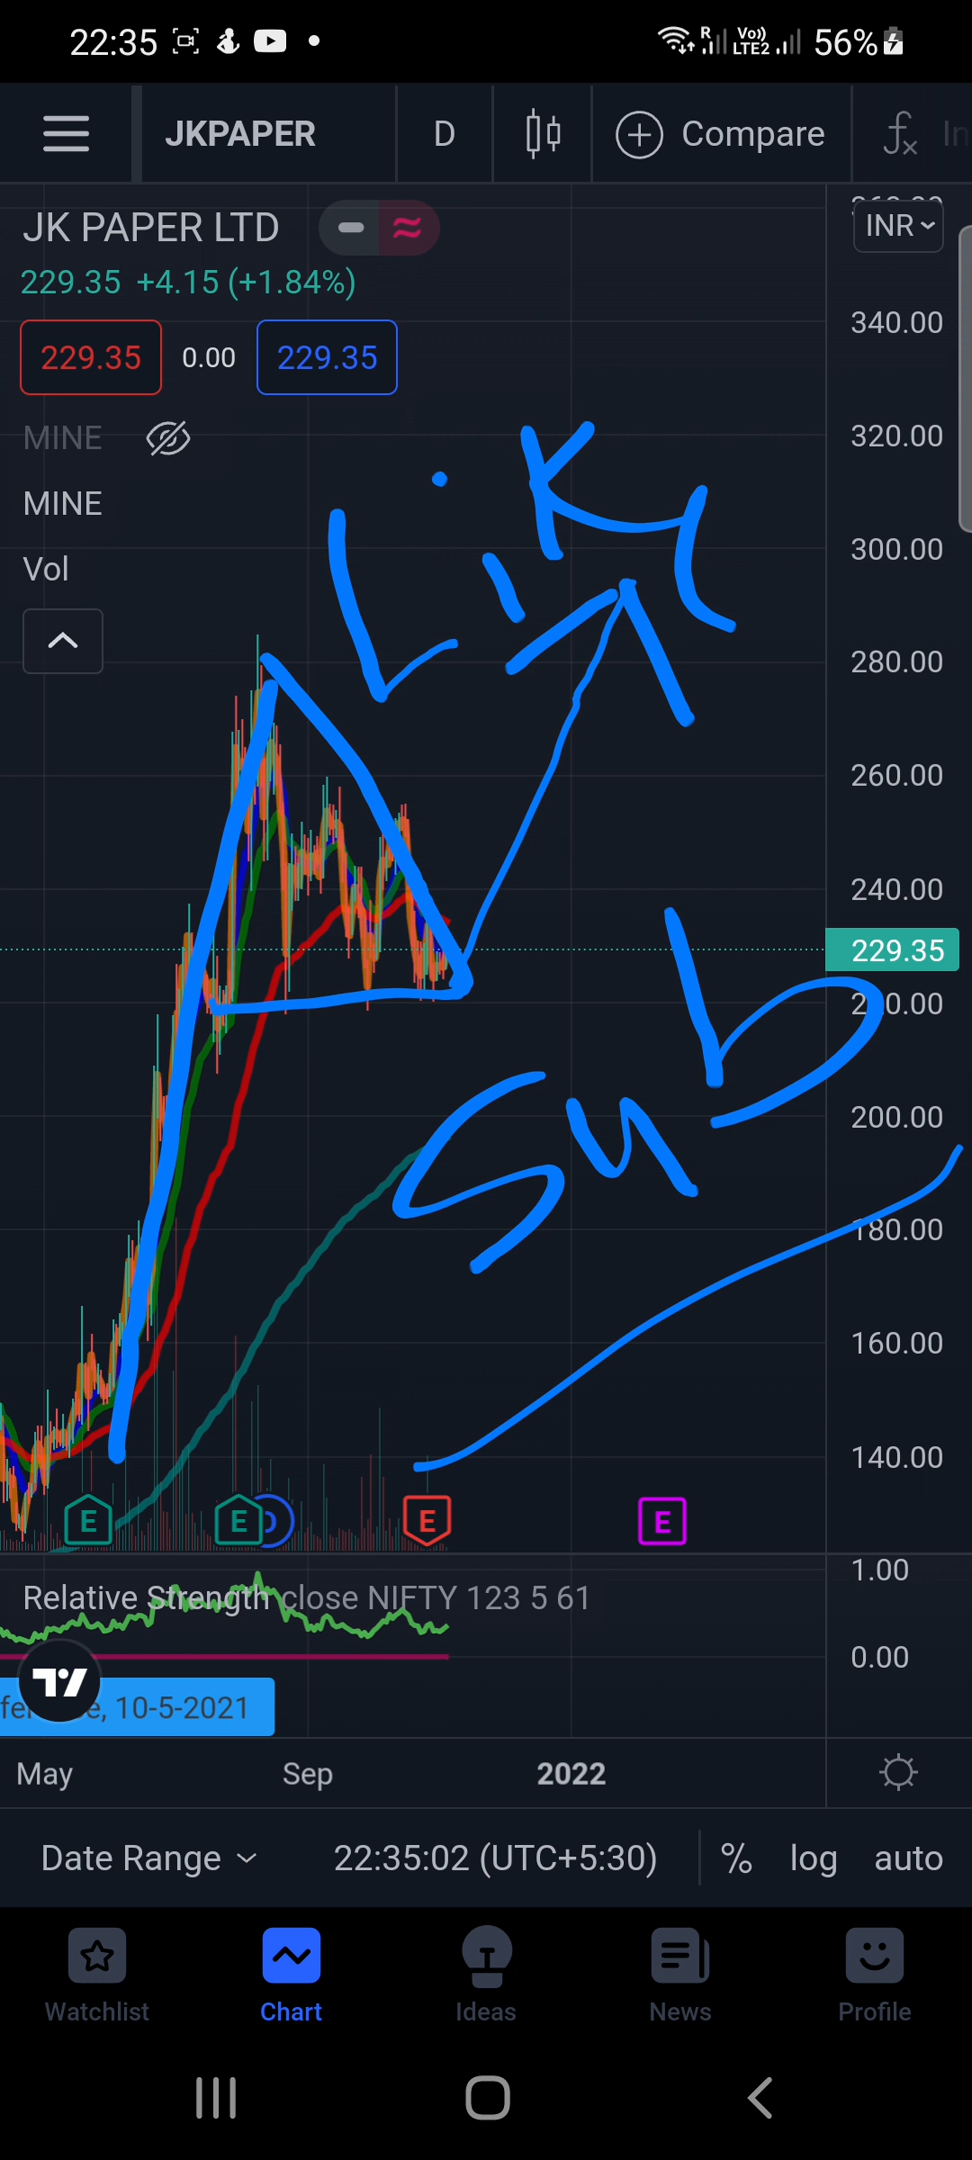 22:35 R Vo)) LTE2 56%
JKPAPER D Compare
JK PAPER LTD INR
229.35 +4.15 (+1.84%)
340.00
229.35 0.00 229.35
MINE
320.00
MINE
300.00
Vol
280.00
260.00
240.00
229.35
220.00
Sub
200.00
180.00
160.00
140.00
E E D E E
Relative Strength close NIFTY 123 5 61
1.00
0.00
10-5-2021
May Sep 2022
Date Range 22:35:02 (UTC+5:30) % log auto
Watchlist Chart Ideas News Profile